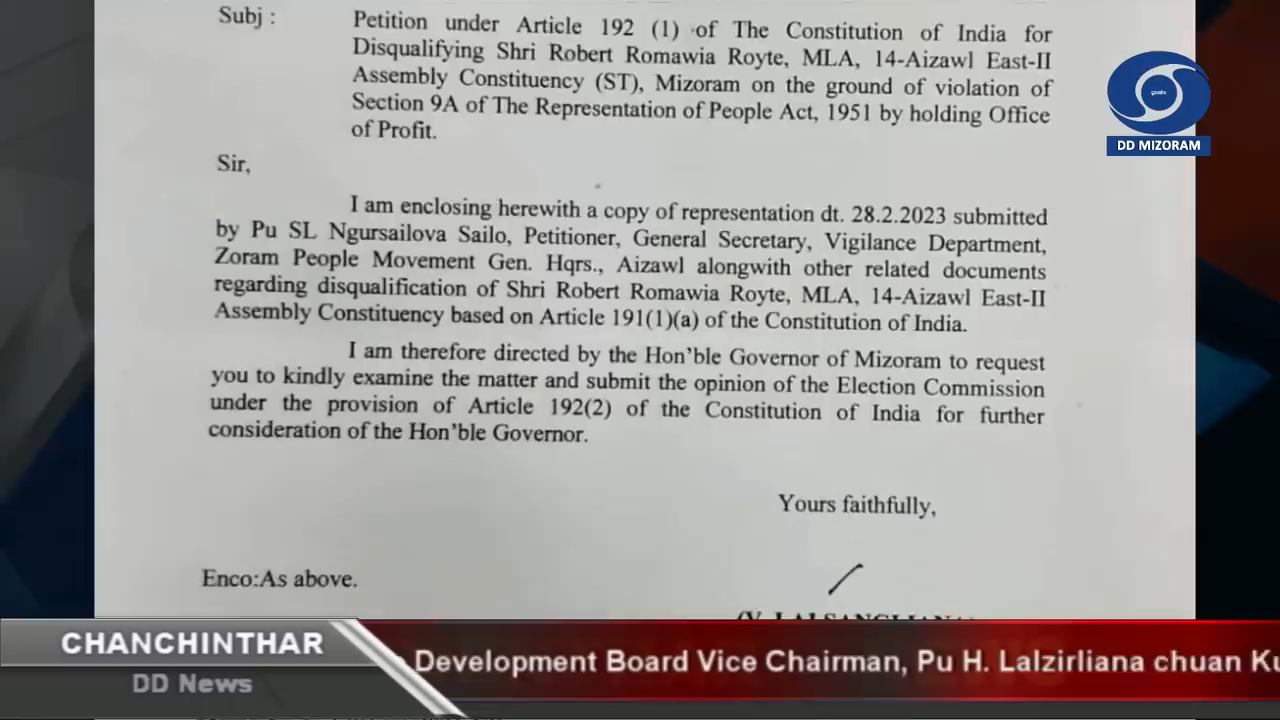 Subj :
Petition under Article 192 (1) of The Constitution of India for
Disqualifying Shri Robert Romawia Royte, MLA, 14-Aizawl East-II
Assembly Constituency (ST), Mizoram on the ground of violation of
Section 9A of The Representation of People Act, 1951 by holding Office
of Profit.
Sir,
I am enclosing herewith a copy of representation dt. 28.2.2023 submitted
by Pu SL Ngursailova Sailo, Petitioner, General Secretary, Vigilance Department,
Zoram People Movement Gen. Hqrs., Aizawl alongwith other related documents
regarding disqualification of Shri Robert Romawia Royte, MLA, 14-Aizawl East-II
Assembly Constituency based on Article 191(1)(a) of the Constitution of India.
I am therefore directed by the Hon'ble Governor of Mizoram to request
you to kindly examine the matter and submit the opinion of the Election Commission
under the provision of Article 192(2) of the Constitution of India for further
consideration of the Hon'ble Governor.
Yours faithfully,
Enco:As above.
DD MIZORAM
CHANCHINTHAR
DD News
Development Board Vice Chairman, Pu H. Lalzirliana chuan